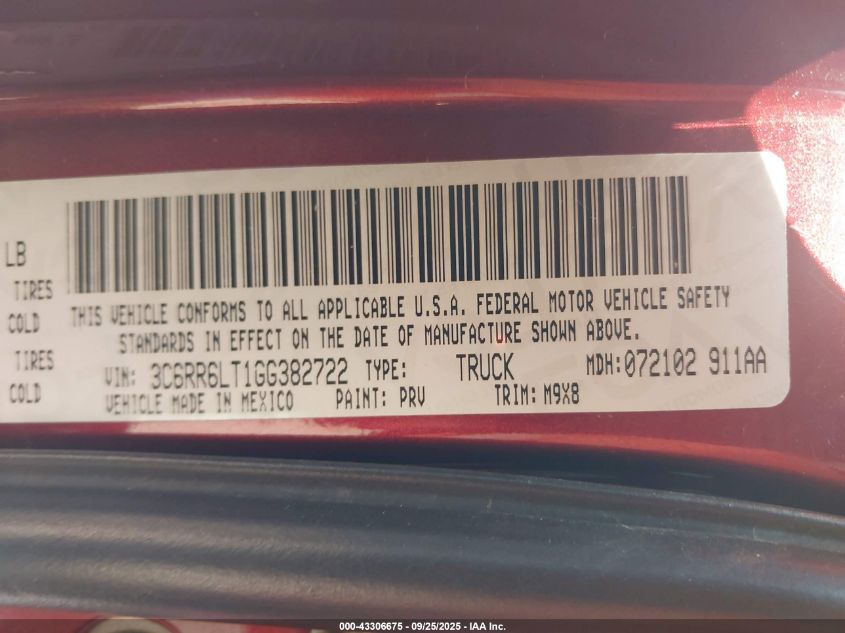 LB
TIRES
COLD
TIRES
COLD
THIS VEHICLE CONFORMS TO ALL APPLICABLE U.S.A. FEDERAL MOTOR VEHICLE SAFETY
STANDARDS IN EFFECT ON THE DATE OF MANUFACTURE SHOWN ABOVE.
VIN: 3C6RR6LT1GG382722 TYPE: TRUCK MDH:072102 911AA
VEHICLE MADE IN MEXICO PAINT: PRV TRIM: M9X8
000-43306675 - 09/25/2025 - IAA Inc.